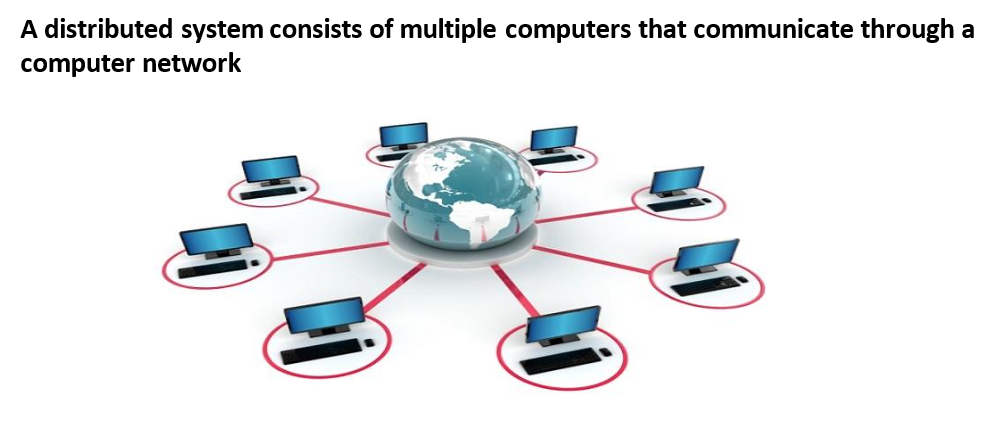 A distributed system consists of multiple computers that communicate through a
computer network